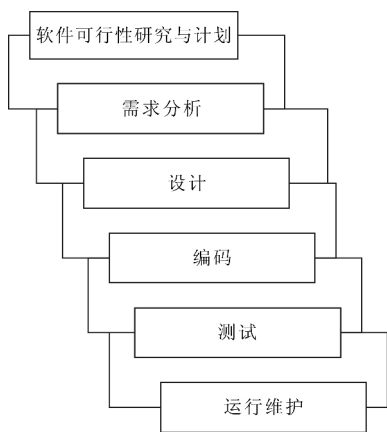 软件可行性研究与计划
需求分析
设计
编码
测试
运行维护